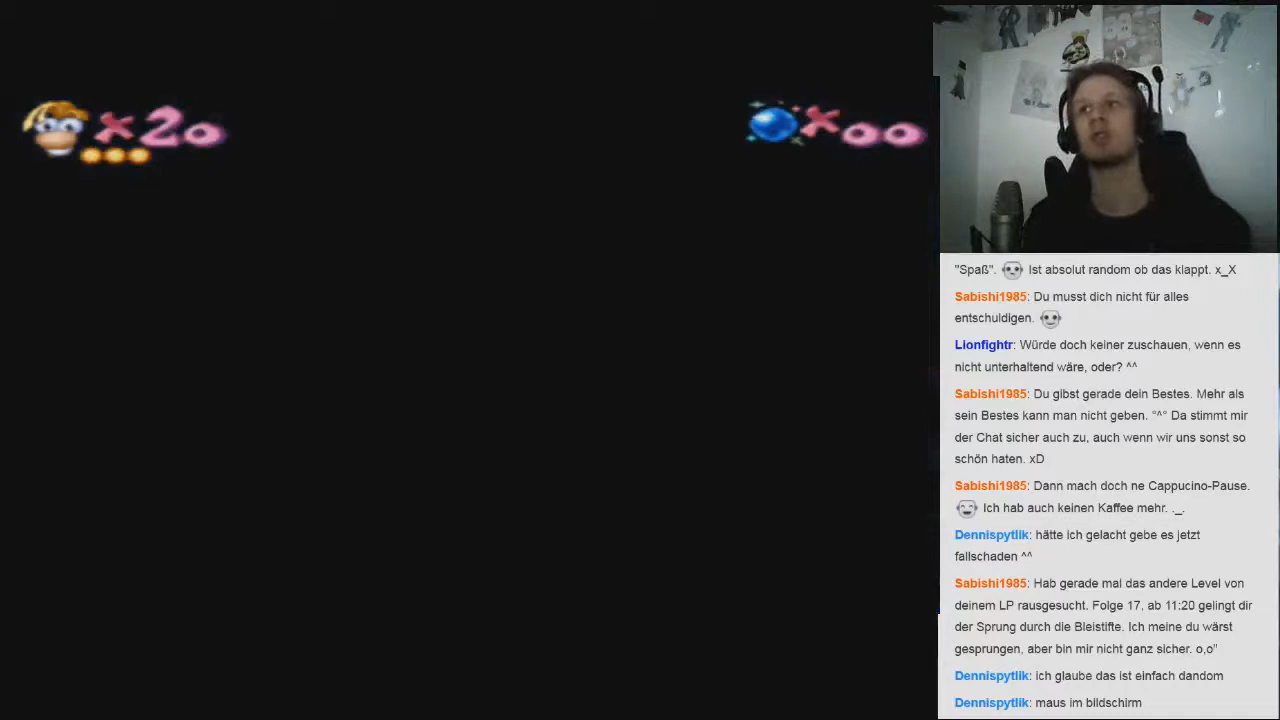 ×20
×00
"Spaß". Ist absolut random ob das klappt. x_X
Sabishi1985: Du musst dich nicht für alles
entschuldigen.
Lionfightr: Würde doch keiner zuschauen, wenn es
nicht unterhaltend wäre, oder? ^^
Sabishi1985: Du gibst gerade dein Bestes. Mehr als
sein Bestes kann man nicht geben. °^° Da stimmt mir
der Chat sicher auch zu, auch wenn wir uns sonst so
schön haten. xD
Sabishi1985: Dann mach doch ne Cappucino-Pause.
Ich hab auch keinen Kaffee mehr. ._.
Dennispytlik: hätte ich gelacht gebe es jetzt
fallschaden ^^
Sabishi1985: Hab gerade mal das andere Level von
deinem LP rausgesucht. Folge 17, ab 11:20 gelingt dir
der Sprung durch die Bleistifte. Ich meine du wärst
gesprungen, aber bin mir nicht ganz sicher. o,o"
Dennispytlik: ich glaube das ist einfach dandom
Dennispytlik: maus im bildschirm